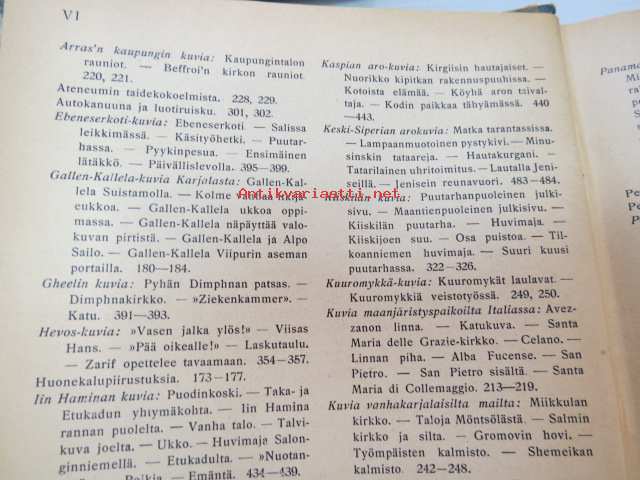 VI
Arras'n kaupungin kuvia: Kaupungintalon
rauniot. — Beffroi'n kirkon rauniot.
220, 221.
Ateneumin taidekokoelmista. 228, 229.
Autokanuuna ja luotiruisku. 301, 302.
Ebeneserkoti-kuvia: Ebeneserkoti — Salissa
leikkimässä. — Käsityöhetki. — Puutar-
hassa. — Pyykinpesua. — Ensimäinen
lätäkkö. — Päivällislevolla. 395—399.
Gallen-Kallela-kuvia Karjalasta: Gallen-Kal-
lela Suistamolla. — Kolme vanhaa
eukkoa. — Gallen-Kallela ukkoa oppi-
massa. — Gallen-Kallela näpäyttää valo-
kuvan pirtistä. — Gallen-Kallela ja Alpo
Sailo. — Gallen-Kallela Viipurin aseman
portailla. 180—184.
Gheelin kuvia: Pyhän Dimphnan patsas. —
Dimphnakirkko. — »Ziekenkammer». —
Katu. 391—393.
Hevos-kuvia: »Vasen jalka ylös!» — Viisas
Hans. — »Pää oikealle!» — Laskutaulu.
— Zarif opettelee tavaamaan. 354—357.
Huonekalupiirustuksia. 173—177.
Iin Haminan kuvia: Puodinkoski. — Taka- ja
Etukadun yhtymäkohta. — Iin Hamina
rannan puolelta. — Vanha talo. — Talvi-
kuva joelta. — Ukko. — Huvimaja Salon-
ginniemellä. — Etukadulta. — »Nuotan-
Poikia. — Emäntä. 434—439.
Kaspian aro-kuvia: Kirgiisin hautajaiset. —
Nuorikko kipitkan rakennuspuuhissa. —
Kotoista elämää. — Köyhä aron toival-
taja. — Kodin paikkaa tähyämässä. 440
—443.
Keski-Siperian arokuvia: Matka tarantassissa.
— Lampaanmuotoinen pystykivi. — Minu-
sinskin tataareja. — Hautakurgani. —
Tatarilainen uhritoimitus. — Lautalla Jeni-
seillä. — Jenisein reunavuori. 483—484.
Kiiskilän kuvia: Puutarhanpuoleinen julki-
sivu. — Maantienpuoleinen julkisivu. —
Kiiskilän puutarha. — Huvimaja. —
Kiiskijoen suu. — Osa puistoa. — Til-
koanniemen huvimaja. — Suuri kuusi
puutarhassa. 322—326.
Kuuromykkä-kuvia: Kuuromykät laulavat. —
Kuuromykkiä veistotyössä. 249, 250.
Kuvia maanjäristyspaikoilta Italiassa: Avez-
zanon linna. — Katukuva. — Santa
Maria delle Grazie-kirkko. — Celano. —
Linnan piha. — Alba Fucense. — San
Pietro. — San Pietro sisältä. — Santa
Maria di Collemaggio. 213—219.
Kuvia vanhakarjalaisilta mailta: Miikkulan
kirkko. — Taloja Möntsölästä. — Salmin
kirkko ja silta. — Gromovin hovi. —
Työmpäisten kalmisto. — Shemeikan
kalmisto. 242—248.
Panama
Antikvariaatti.net